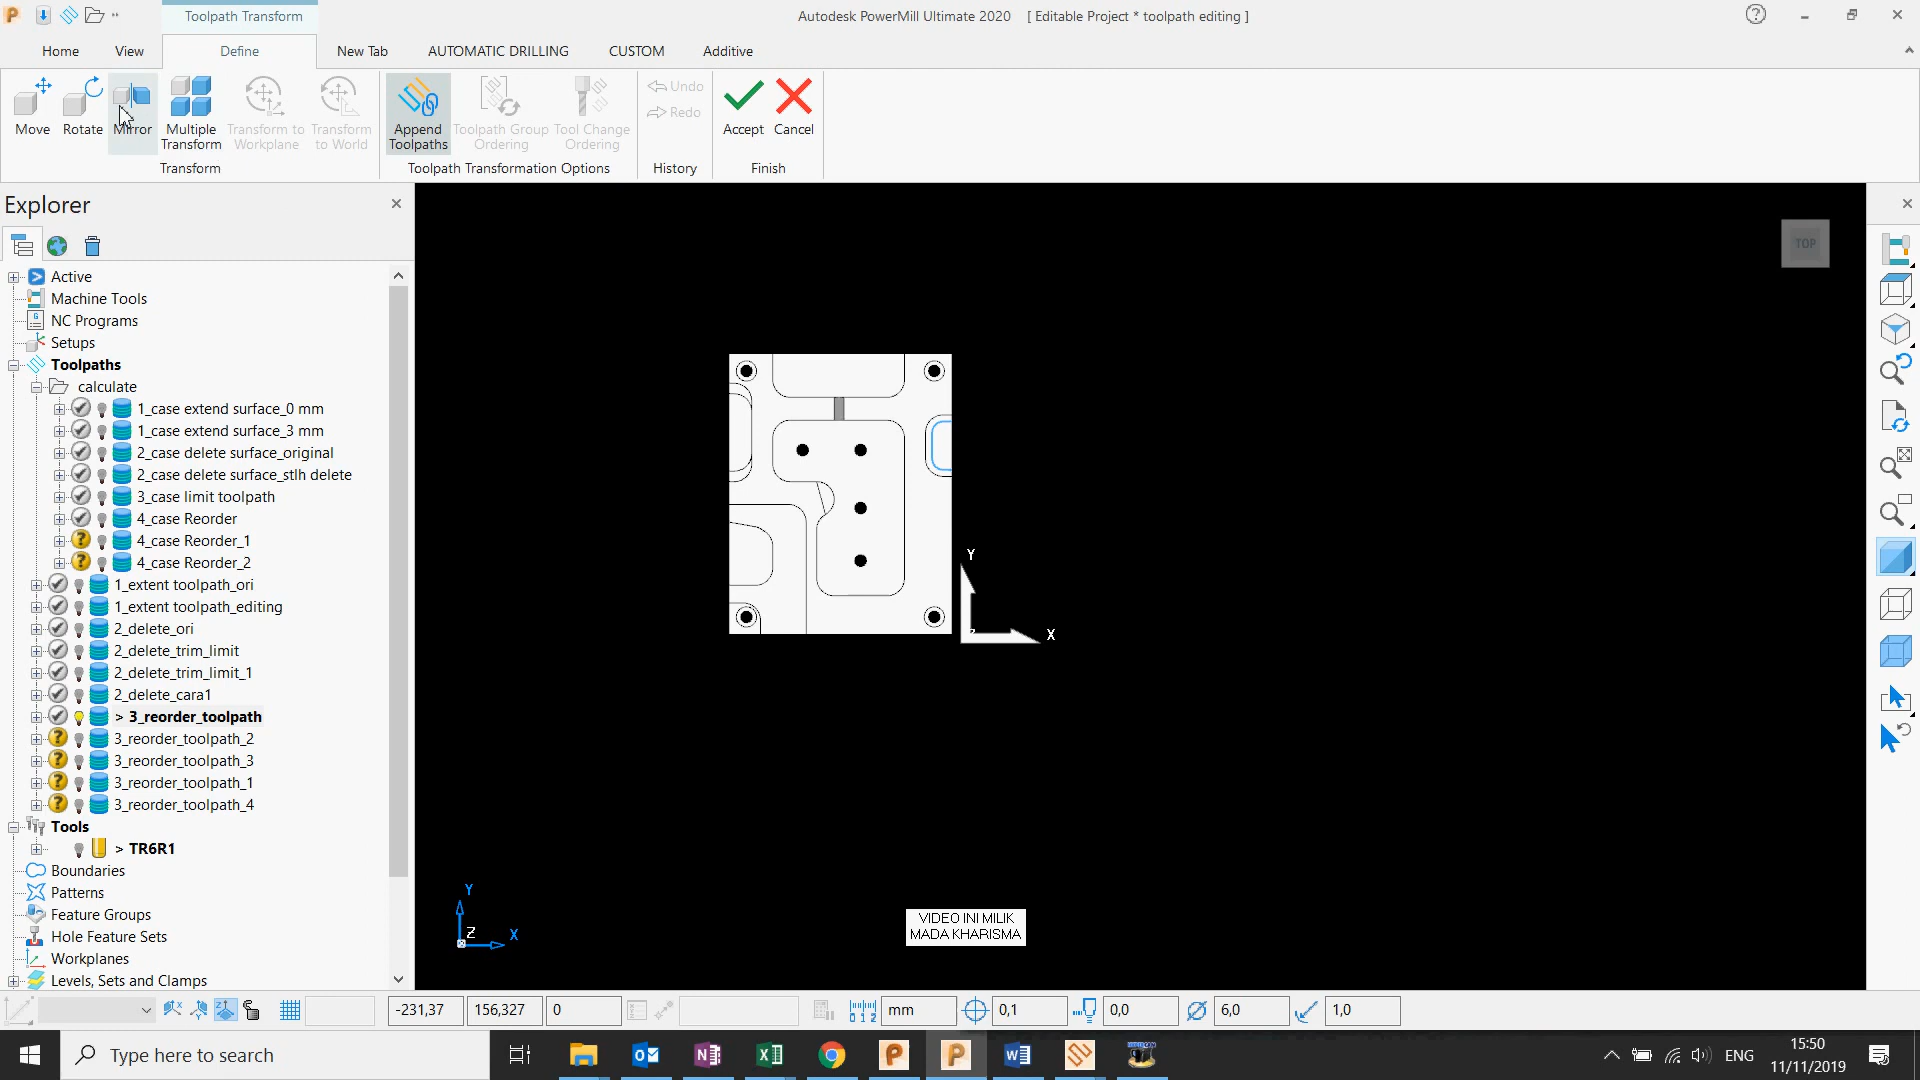 Toolpath Transform
Autodesk PowerMill Ultimate 2020 [ Editable Project * toolpath editing ]
Home
View
Define
New Tab
AUTOMATIC DRILLING
CUSTOM
Additive
Move
Rotate
Mirror
Multiple
Transform
Transform to
Workplane
Transform
to World
Append
Toolpaths
Toolpath Group
Ordering
Tool Change
Ordering
Undo
Redo
Accept
Cancel
Transform
Toolpath Transformation Options
History
Finish
Explorer
Active
Machine Tools
NC Programs
Setups
Toolpaths
calculate
1_case extend surface_0 mm
1_case extend surface_3 mm
2_case delete surface_original
2_case delete surface_stlh delete
3_case limit toolpath
4_case Reorder
4_case Reorder_1
4_case Reorder_2
1_extent toolpath_ori
1_extent toolpath_editing
2_delete_ori
2_delete_trim_limit
2_delete_trim_limit_1
2_delete_cara1
> 3_reorder_toolpath
3_reorder_toolpath_2
3_reorder_toolpath_3
3_reorder_toolpath_1
3_reorder_toolpath_4
Tools
> TR6R1
Boundaries
Patterns
Feature Groups
Hole Feature Sets
Workplanes
Levels, Sets and Clamps
TOP
Y
X
Y
Z
X
VIDEO INI MILIK
MADA KHARISMA
-231,37
156,327
0
mm
0,1
0,0
6,0
1,0
Type here to search
ENG
15:50
11/11/2019